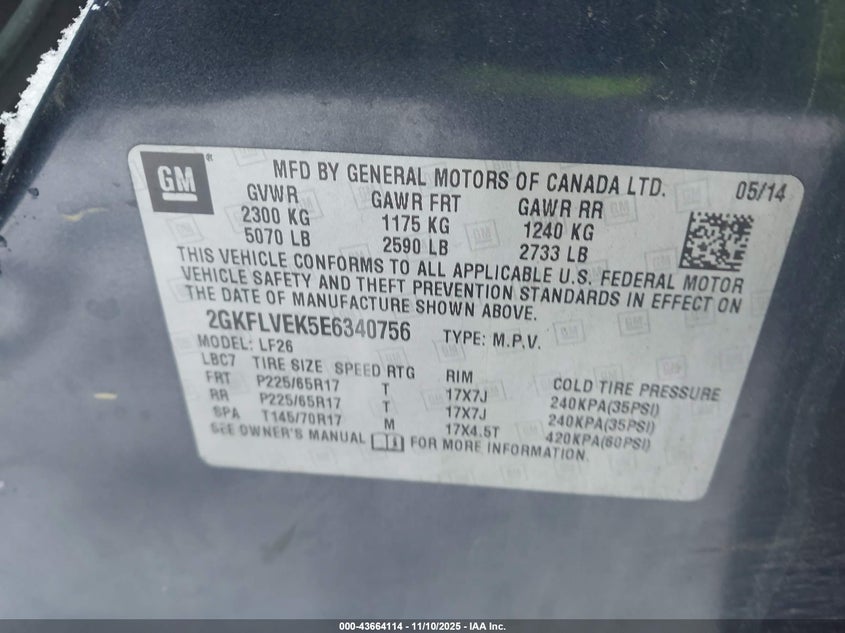 GM
MFD BY GENERAL MOTORS OF CANADA LTD. 05/14
GVWR GAWR FRT GAWR RR
2300 KG 1175 KG 1240 KG
5070 LB 2590 LB 2733 LB
THIS VEHICLE CONFORMS TO ALL APPLICABLE U.S. FEDERAL MOTOR
VEHICLE SAFETY AND THEFT PREVENTION STANDARDS IN EFFECT ON
THE DATE OF MANUFACTURE SHOWN ABOVE.
2GKFLVEK5E6340756 TYPE: M.P.V.
MODEL: LF26
LBC7 TIRE SIZE SPEED RTG RIM COLD TIRE PRESSURE
FRT P225/65R17 T 17X7J 240KPA(35PSI)
RR P225/65R17 T 17X7J 240KPA(35PSI)
SPA T145/70R17 M 17X4.5T 420KPA(60PSI)
SEE OWNER'S MANUAL FOR MORE INFORMATION.
000-43664114 - 11/10/2025 - IAA Inc.